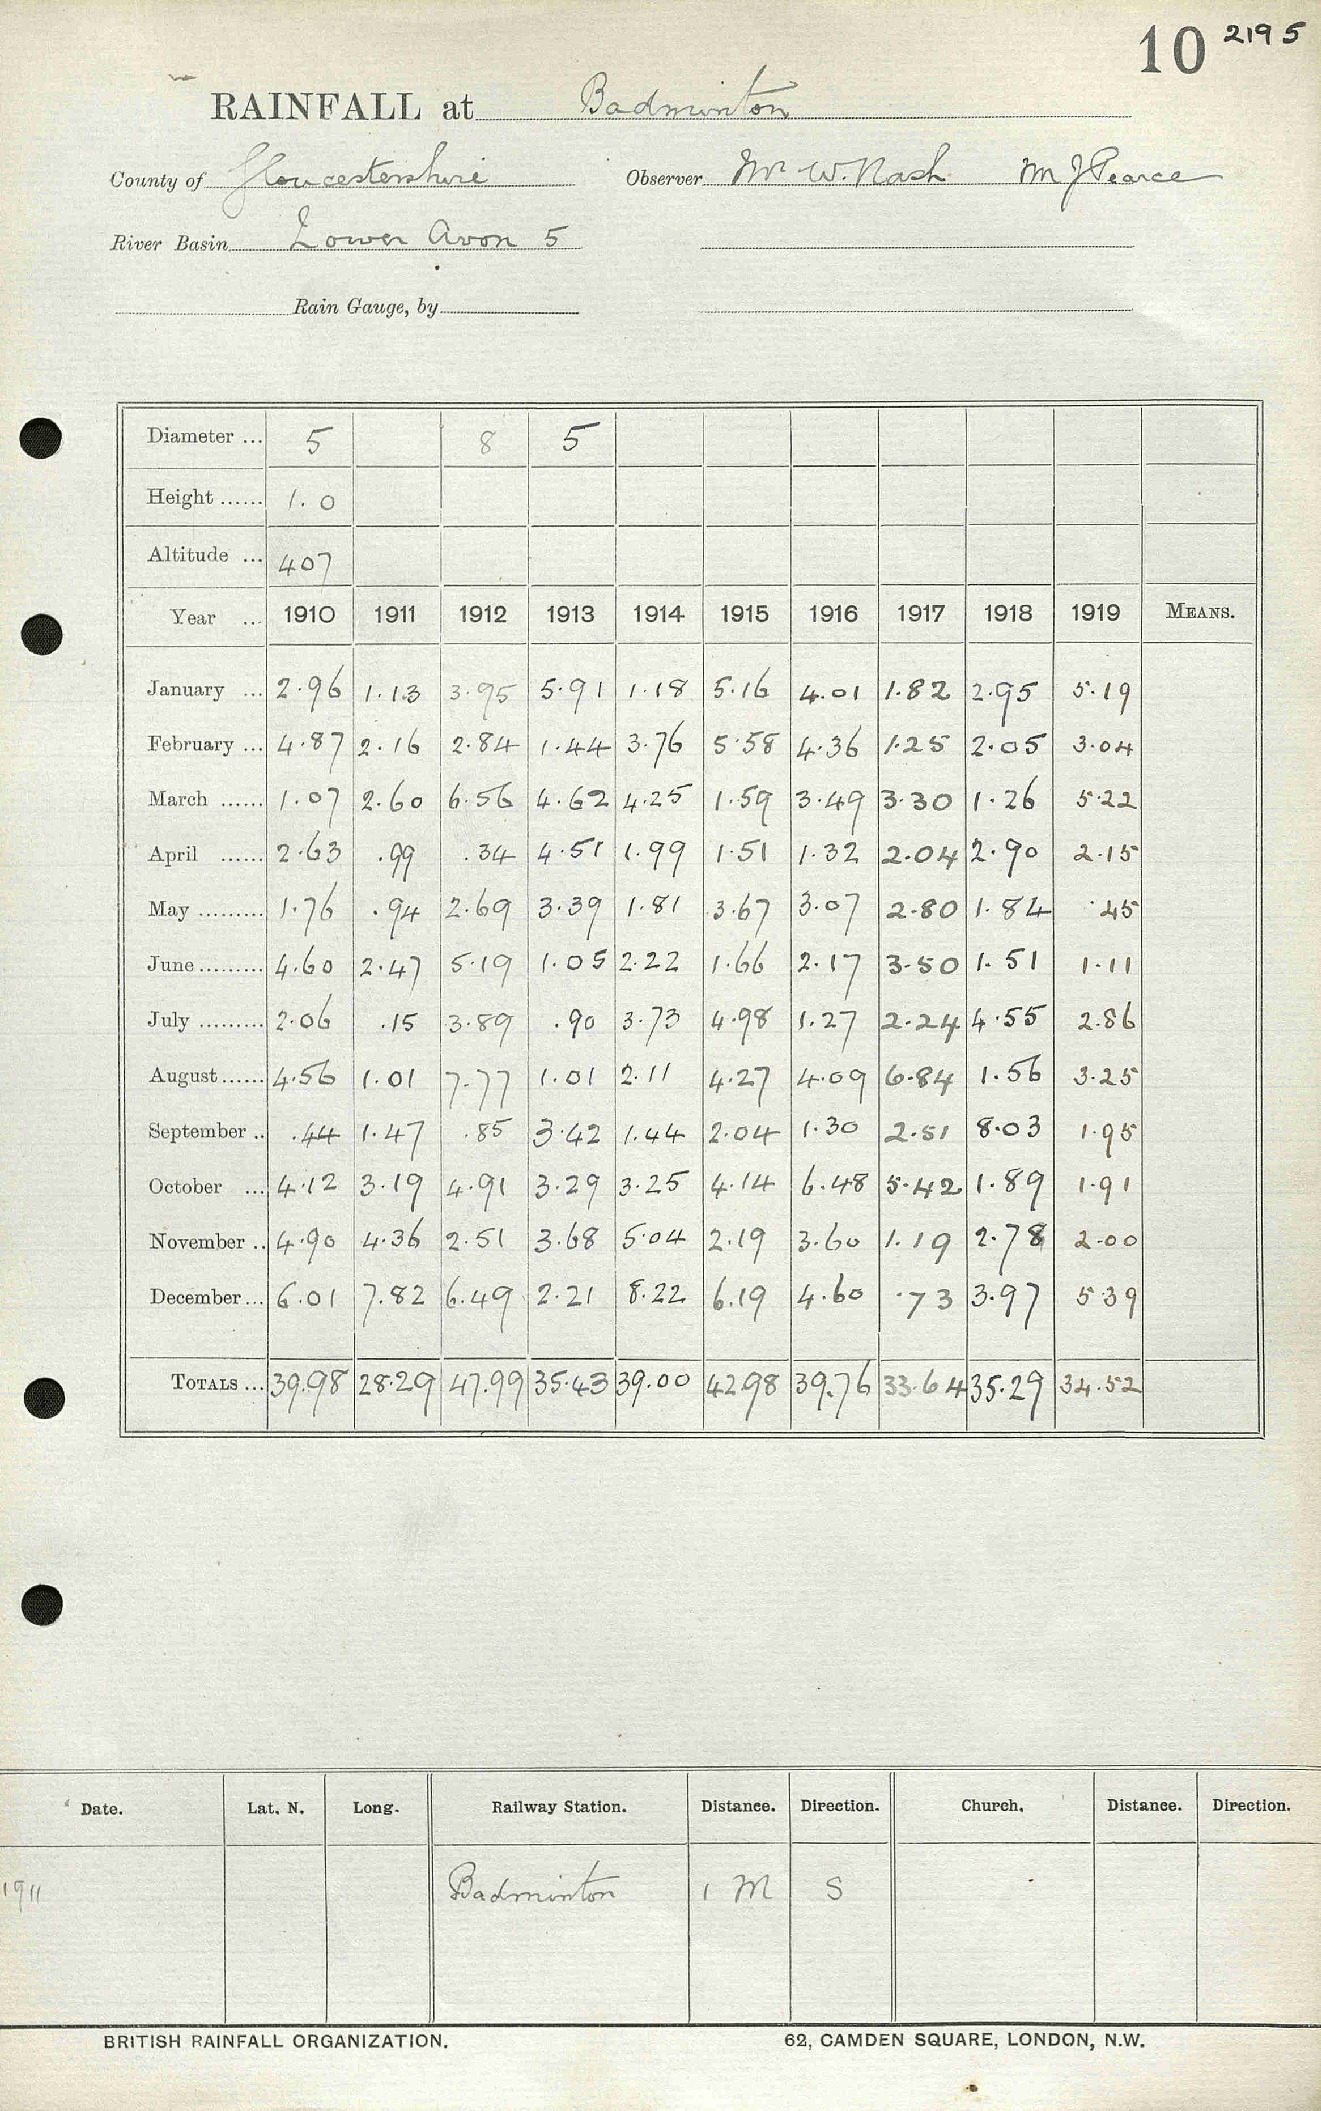 10 2195
RAINFALL at Badminton
County of Gloucestershire Observer Mr W. Nash M J Pearce
River Basin Lower Avon 5
Rain Gauge, by
Diameter ... 5 8 5
Height ...... 1.0
Altitude ... 407
Year ... 1910 1911 1912 1913 1914 1915 1916 1917 1918 1919 MEANS.
January ... 2.96 1.13 3.95 5.91 1.18 5.16 4.01 1.82 2.95 5.19
February ... 4.87 2.16 2.84 1.44 3.76 5.58 4.36 1.25 2.05 3.04
March ...... 1.07 2.60 6.56 4.62 4.25 1.59 3.49 3.30 1.26 5.22
April ...... 2.63 .99 .34 4.51 1.99 1.51 1.32 2.04 2.90 2.15
May ......... 1.76 .94 2.69 3.39 1.81 3.67 3.07 2.80 1.84 .45
June ......... 4.60 2.47 5.19 1.05 2.22 1.66 2.17 3.50 1.51 1.11
July ......... 2.06 .15 3.89 .90 3.73 4.98 1.27 2.24 4.55 2.86
August ...... 4.56 1.01 7.77 1.01 2.11 4.27 4.09 6.84 1.56 3.25
September .. .44 1.47 .85 3.42 1.44 2.04 1.30 2.51 8.03 1.95
October ... 4.12 3.19 4.91 3.29 3.25 4.14 6.48 5.42 1.89 1.91
November .. 4.90 4.36 2.51 3.68 5.04 2.19 3.60 1.19 2.78 2.00
December ... 6.01 7.82 6.49 2.21 8.22 6.19 4.60 .73 3.97 5.39
TOTALS ... 39.98 28.29 47.99 35.43 39.00 42.98 39.76 33.64 35.29 34.52
Date. Lat. N. Long. Railway Station. Distance. Direction. Church. Distance. Direction.
1911 Badminton 1 M S
BRITISH RAINFALL ORGANIZATION. 62, CAMDEN SQUARE, LONDON, N.W.